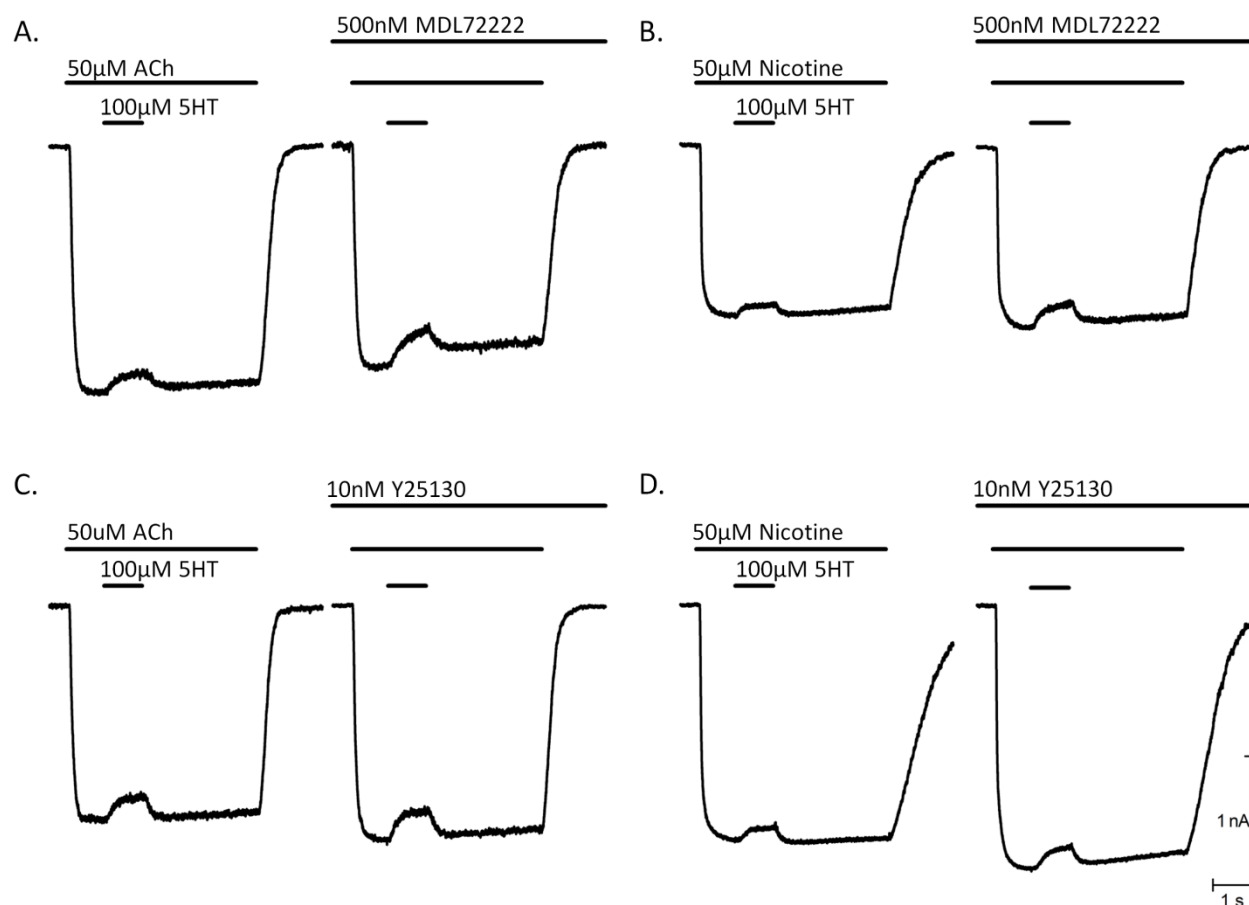 A.
500nM MDL72222
50µM ACh
100µM 5HT
B.
500nM MDL72222
50µM Nicotine
100µM 5HT
C.
10nM Y25130
50uM ACh
100µM 5HT
D.
10nM Y25130
50µM Nicotine
100µM 5HT
1 nA
1 s